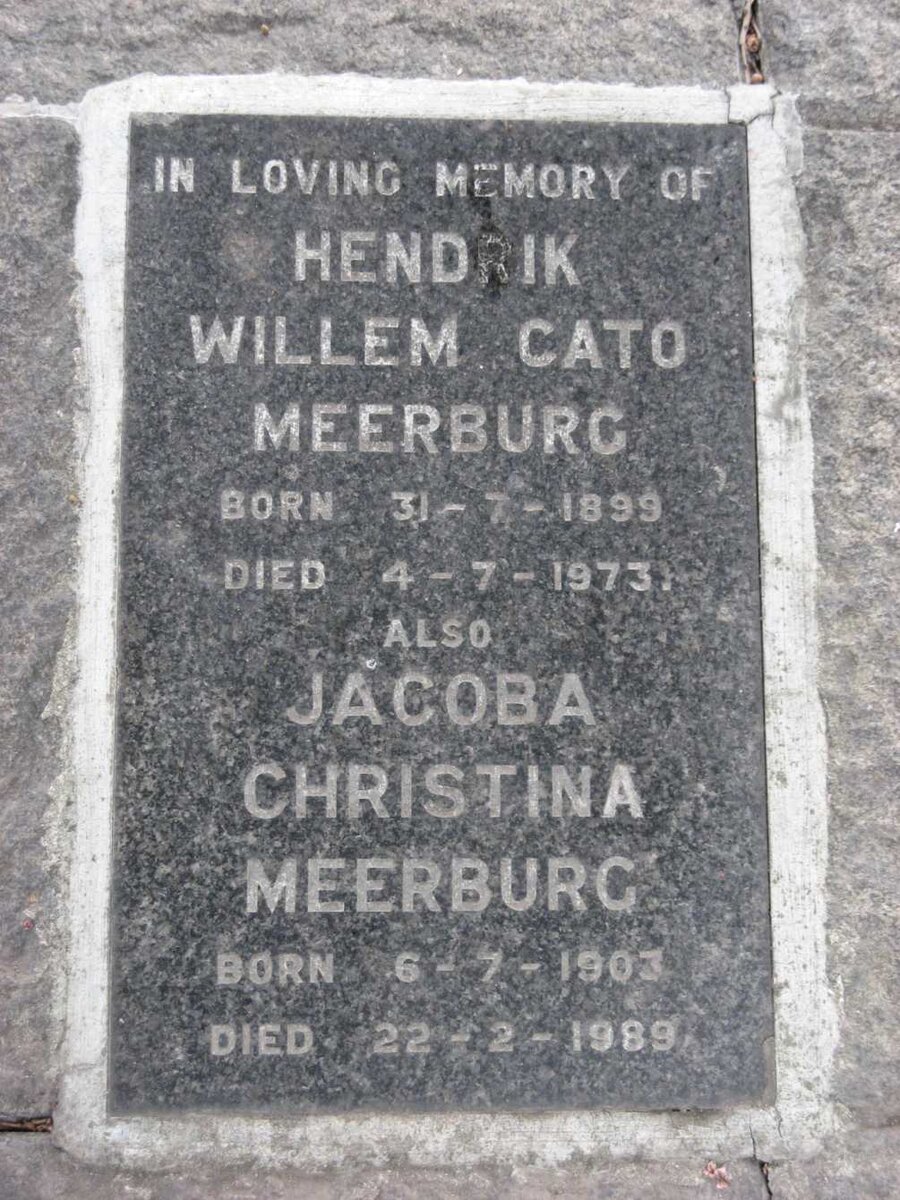 IN LOVING MEMORY OF
HENDRIK
WILLEM CATO
MEERBURG
BORN 31-7-1899
DIED 4-7-1973.
ALSO
JACOBA
CHRISTINA
MEERBURG
BORN 6-7-1903
DIED 22-2-1989